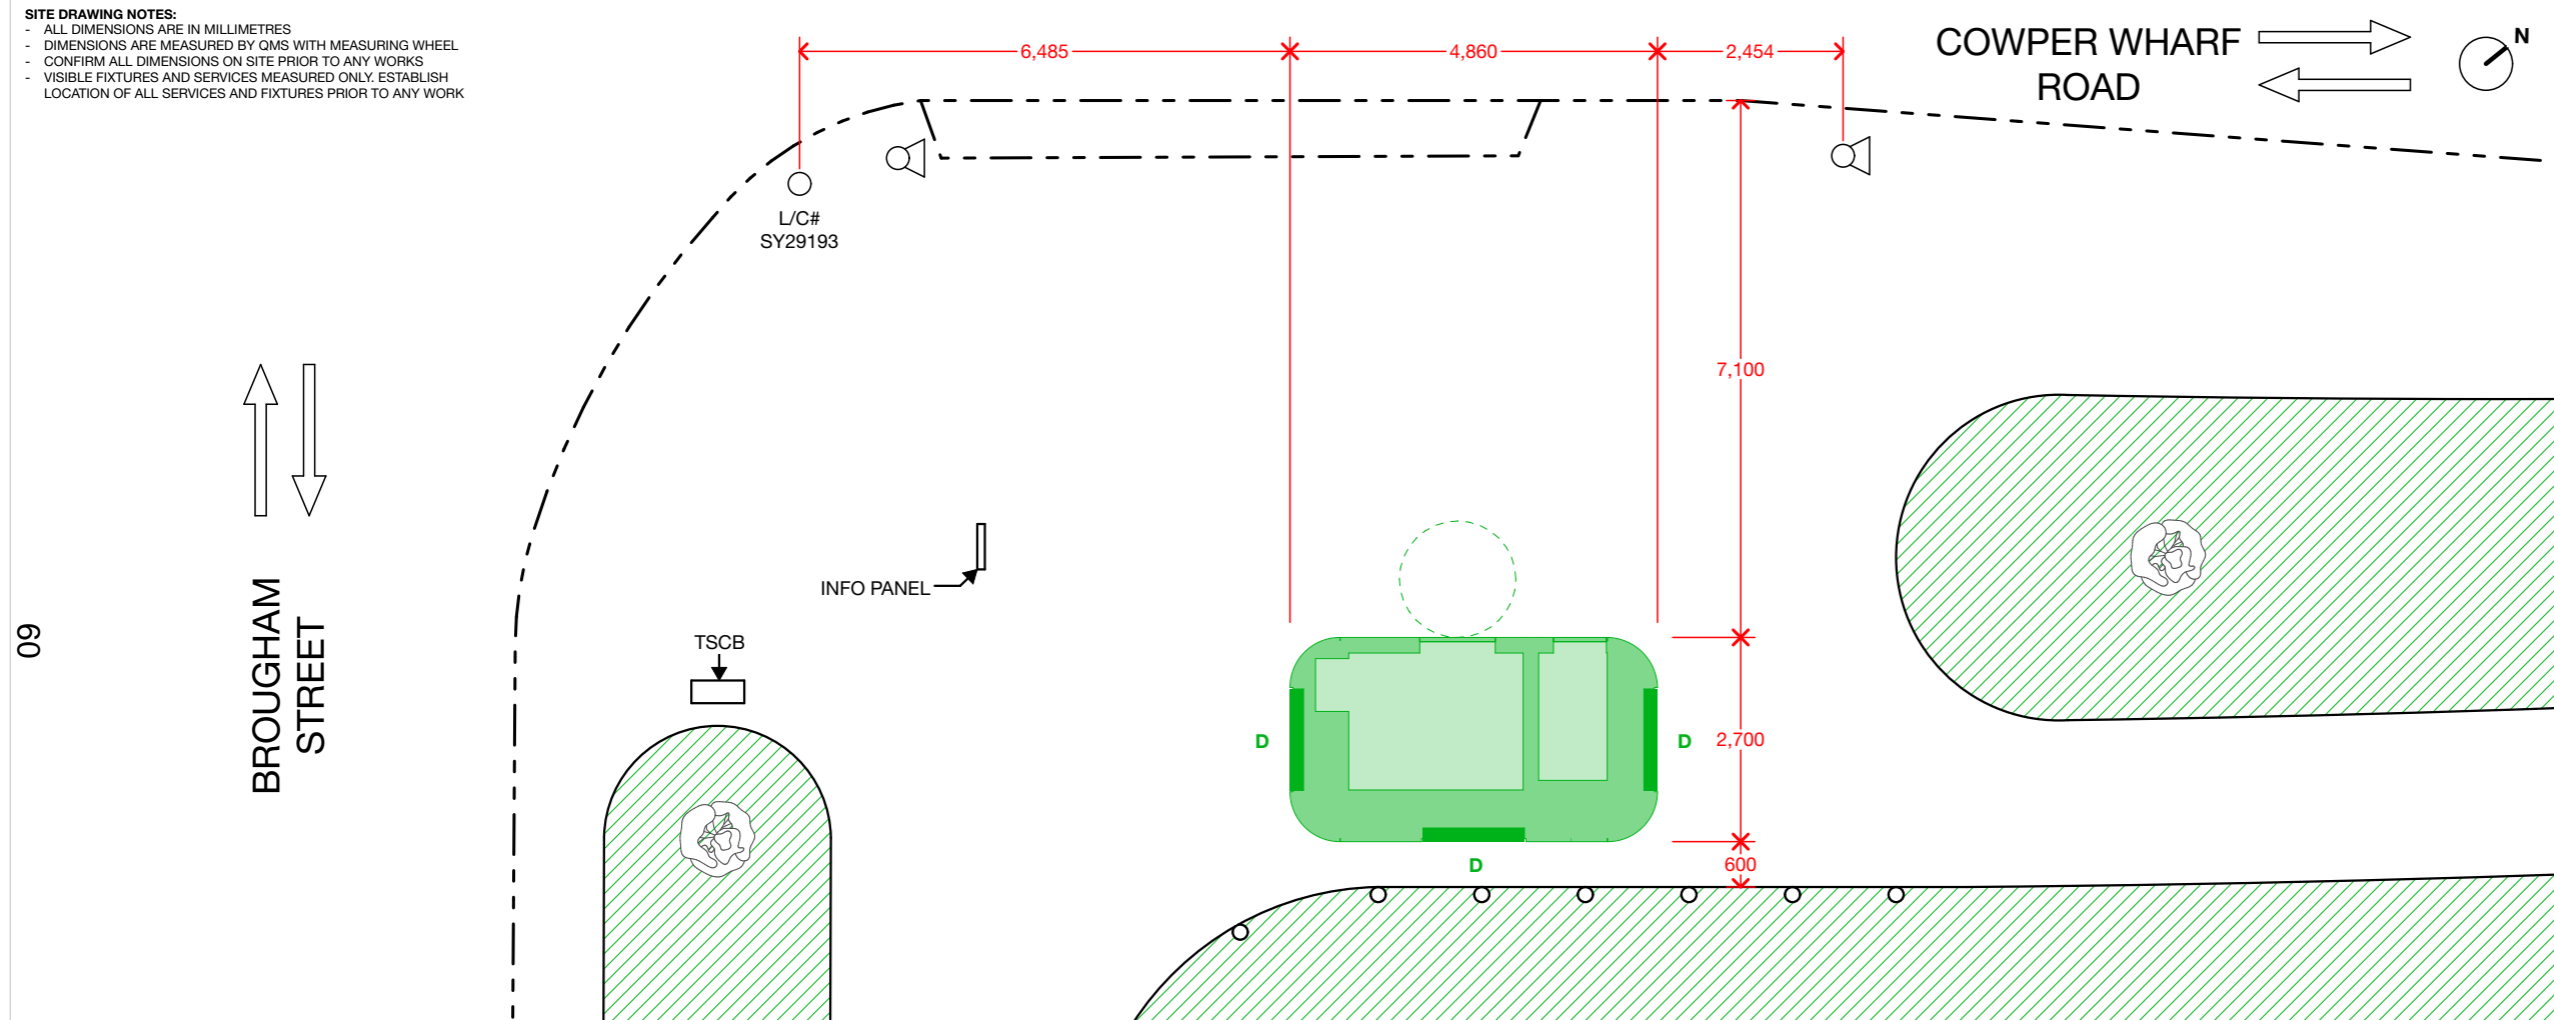 SITE DRAWING NOTES:
- ALL DIMENSIONS ARE IN MILLIMETRES
- DIMENSIONS ARE MEASURED BY QMS WITH MEASURING WHEEL
- CONFIRM ALL DIMENSIONS ON SITE PRIOR TO ANY WORKS
- VISIBLE FIXTURES AND SERVICES MEASURED ONLY. ESTABLISH
LOCATION OF ALL SERVICES AND FIXTURES PRIOR TO ANY WORK
6,485
4,860
2,454
COWPER WHARF
ROAD
N
L/C#
SY29193
7,100
INFO PANEL
TSCB
BROUGHAM
STREET
09
D
D
2,700
D
600